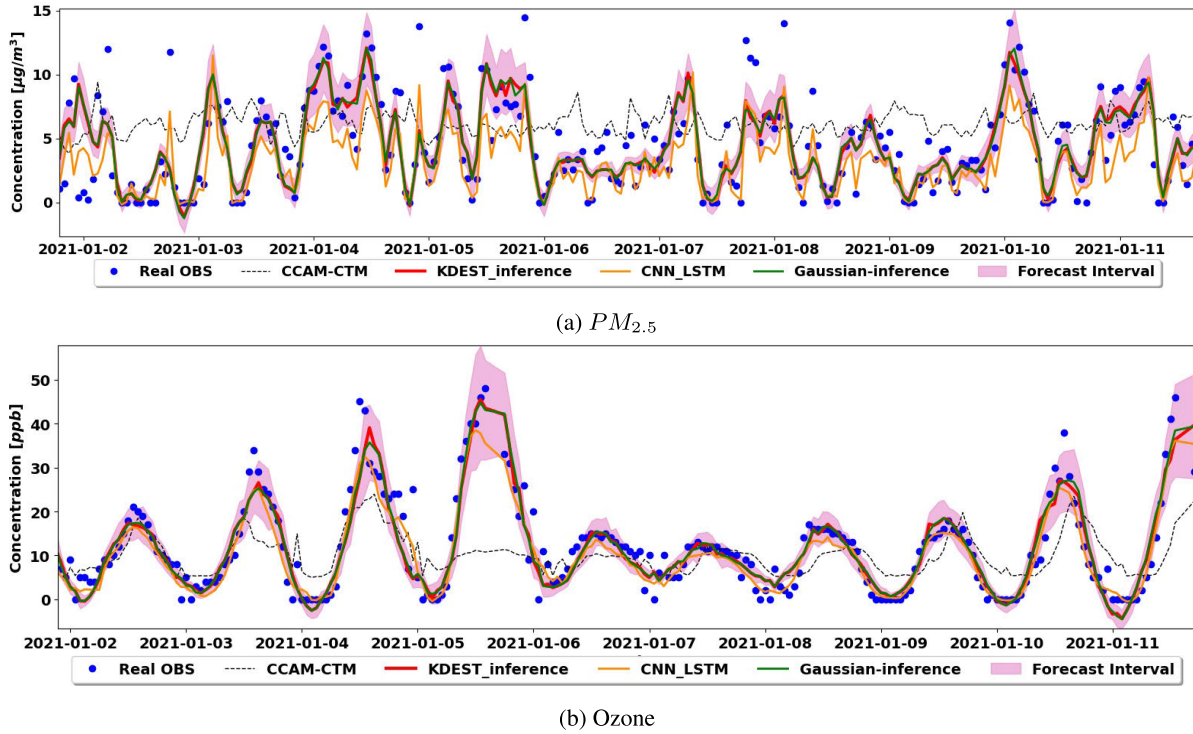 15
10
5
0
Concentration [μg/m³]
2021-01-02 2021-01-03 2021-01-04 2021-01-05 2021-01-06 2021-01-07 2021-01-08 2021-01-09 2021-01-10 2021-01-11
Real OBS CCAM-CTM KDEST_inference CNN_LSTM Gaussian-inference Forecast Interval
(a) PM2.5
50
40
30
20
10
0
Concentration [ppb]
2021-01-02 2021-01-03 2021-01-04 2021-01-05 2021-01-06 2021-01-07 2021-01-08 2021-01-09 2021-01-10 2021-01-11
Real OBS CCAM-CTM KDEST_inference CNN_LSTM Gaussian-inference Forecast Interval
(b) Ozone